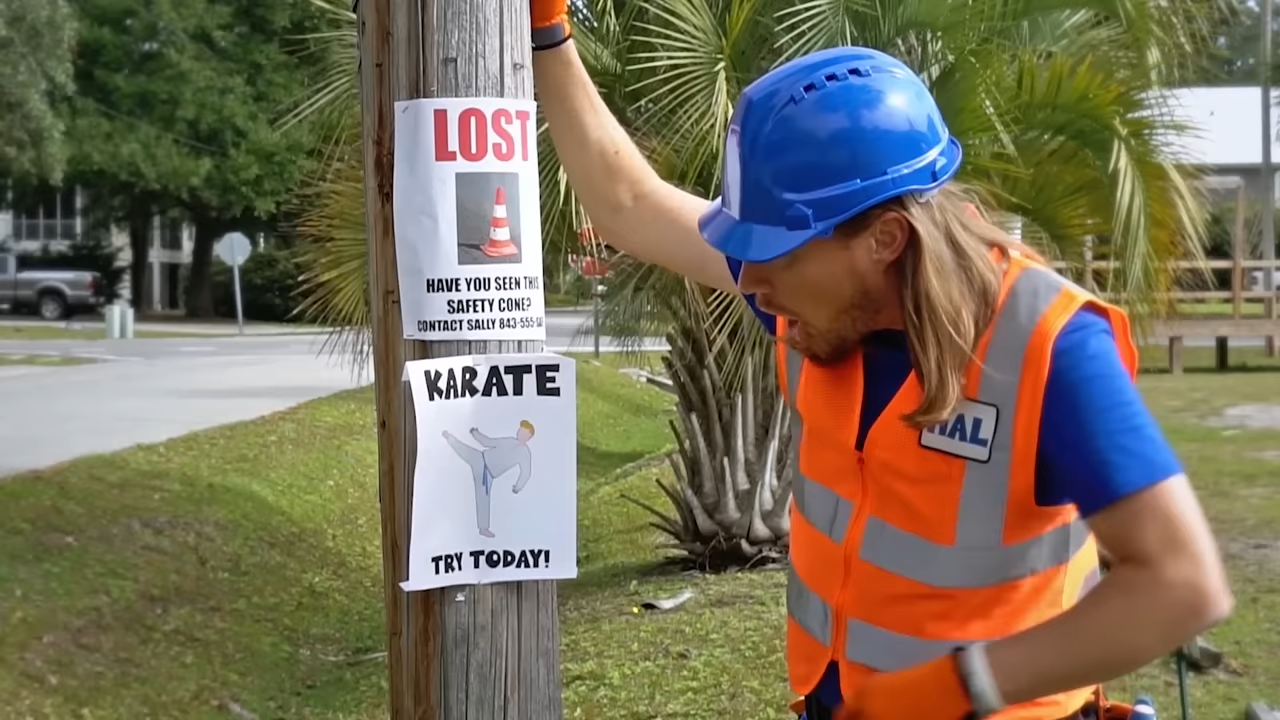 LOST
HAVE YOU SEEN THIS
SAFETY CONE?
CONTACT SALLY 843-555-
KARATE
TRY TODAY!
HAL